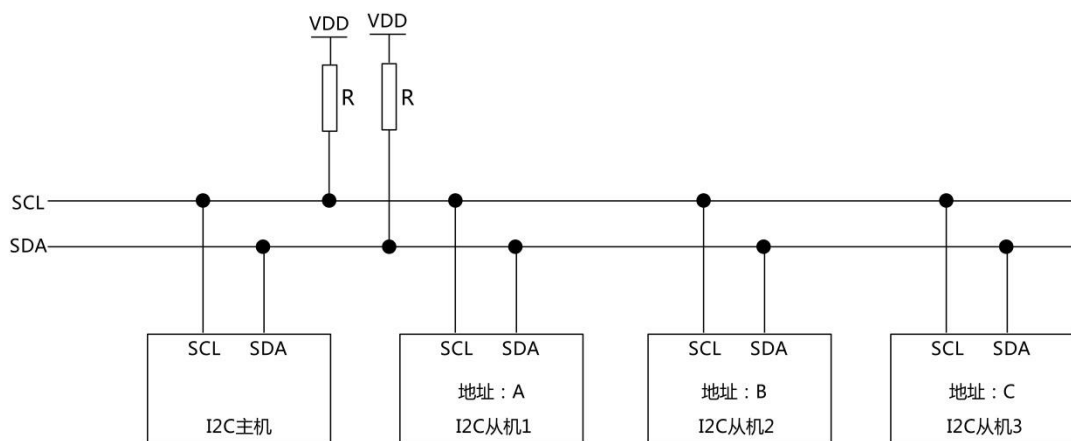 VDD VDD
R R
SCL
SDA
SCL SDA SCL SDA SCL SDA SCL SDA
地址：A 地址：B 地址：C
I2C主机 I2C从机1 I2C从机2 I2C从机3